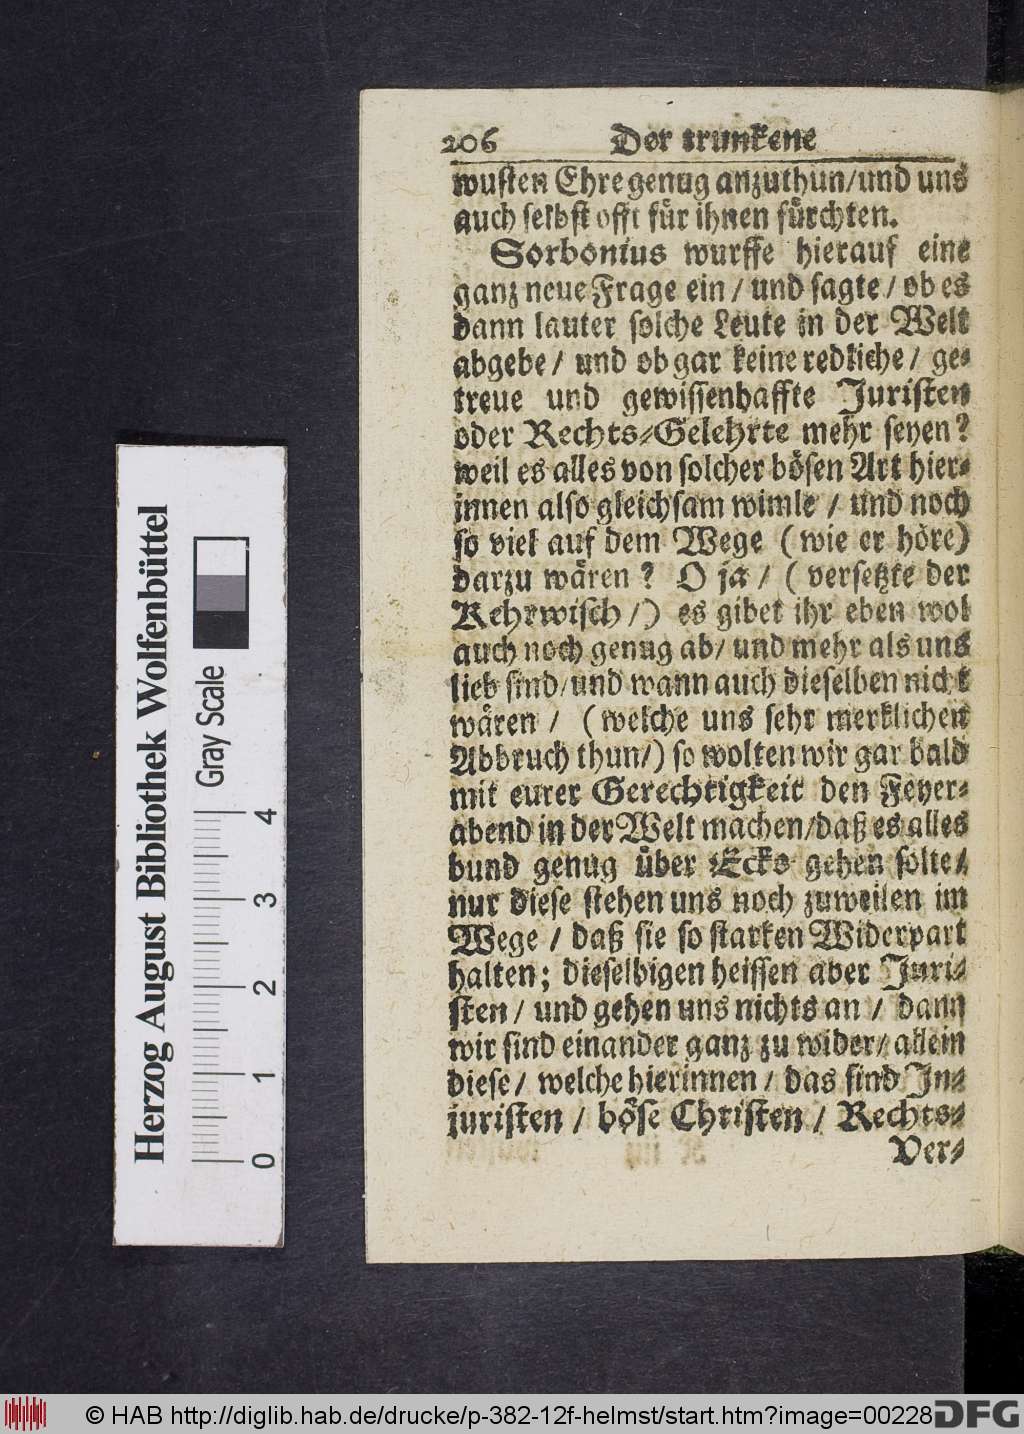 206 Der trunkene
wusten Ehre genug anzuthun/und uns
auch selbst offt für ihnen fürchten.
Sorbonius wurffe hierauf eine
ganz neue Frage ein / und sagte / ob es
dann lauter solche Leute in der Welt
abgebe / und ob gar keine redliche / ge-
treue und gewissenhaffte Juristen
oder Rechts-Gelehrte mehr seyen?
weil es alles von solcher bösen Art hier-
innen also gleichsam wimle / und noch
so viel auf dem Wege (wie er höre)
darzu wären? O ja / (versetzte der
Kehrwisch/) es gibet ihr eben wol
auch noch genug ab/ und mehr als uns
lieb sind/und wann auch dieselben nicht
wären / (welche uns sehr merklichen
Abbruch thun/) so wolten wir gar bald
mit eurer Gerechtigkeit den Feyer-
abend in der Welt machen/daß es alles
bund genug über Ecks gehen solte/
nur diese stehen uns noch zuweilen im
Wege / daß sie so starken Widerpart
halten; dieselbigen heissen aber Juri-
sten / und gehen uns nichts an / dann
wir sind einander ganz zu wider/ allein
diese/ welche hierinnen / das sind In-
juristen / böse Christen / Rechts-
Ver-
Herzog August Bibliothek Wolfenbüttel
Gray Scale
0 1 2 3 4
© HAB http://diglib.hab.de/drucke/p-382-12f-helmst/start.htm?image=00228
DFG